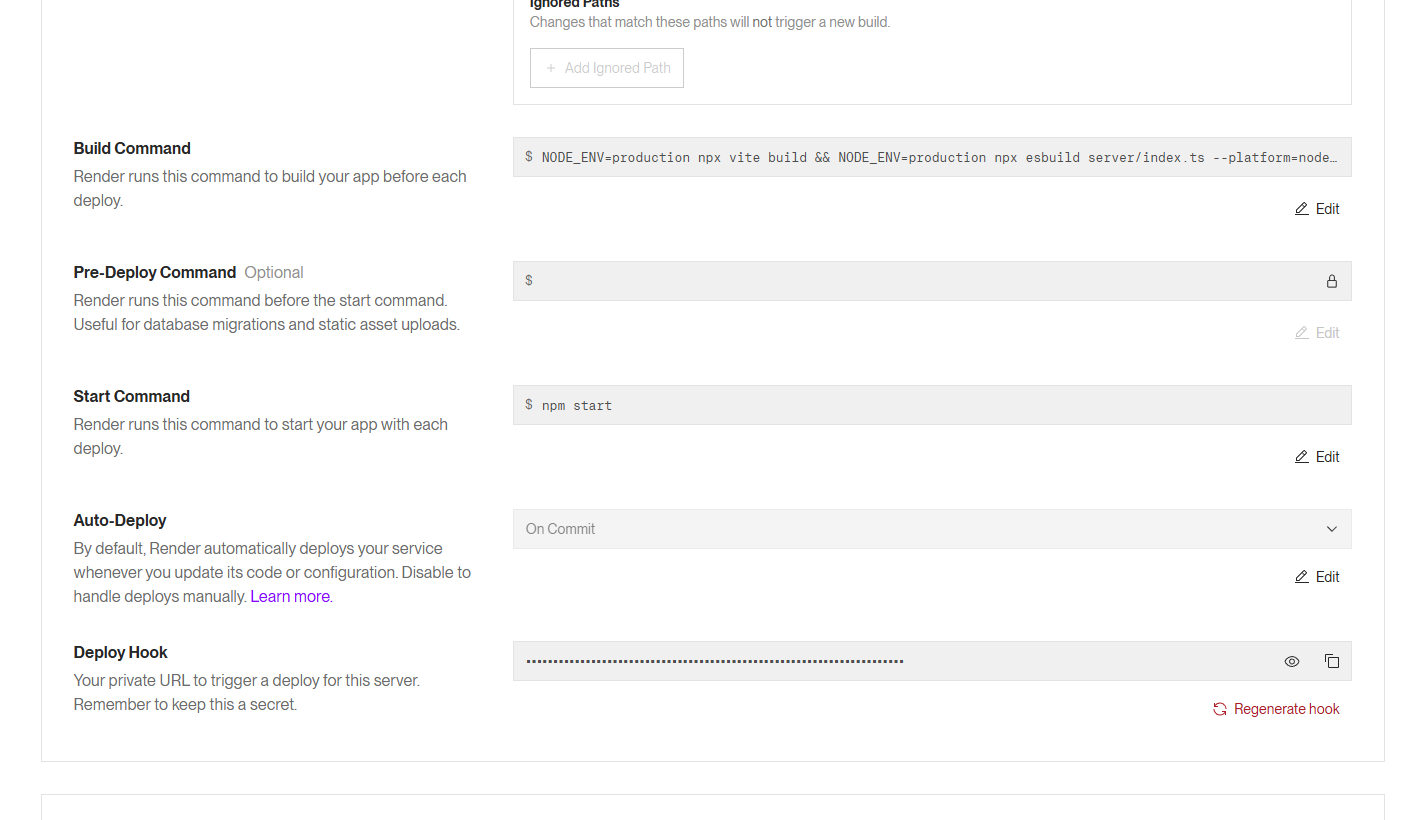 Ignored Paths
Changes that match these paths will not trigger a new build.
+ Add Ignored Path
Build Command
Render runs this command to build your app before each
deploy.
$ NODE_ENV=production npx vite build && NODE_ENV=production npx esbuild server/index.ts --platform=node…
Edit
Pre-Deploy Command Optional
Render runs this command before the start command.
Useful for database migrations and static asset uploads.
$
Edit
Start Command
Render runs this command to start your app with each
deploy.
$ npm start
Edit
Auto-Deploy
By default, Render automatically deploys your service
whenever you update its code or configuration. Disable to
handle deploys manually. Learn more.
On Commit
Edit
Deploy Hook
Your private URL to trigger a deploy for this server.
Remember to keep this a secret.
Regenerate hook